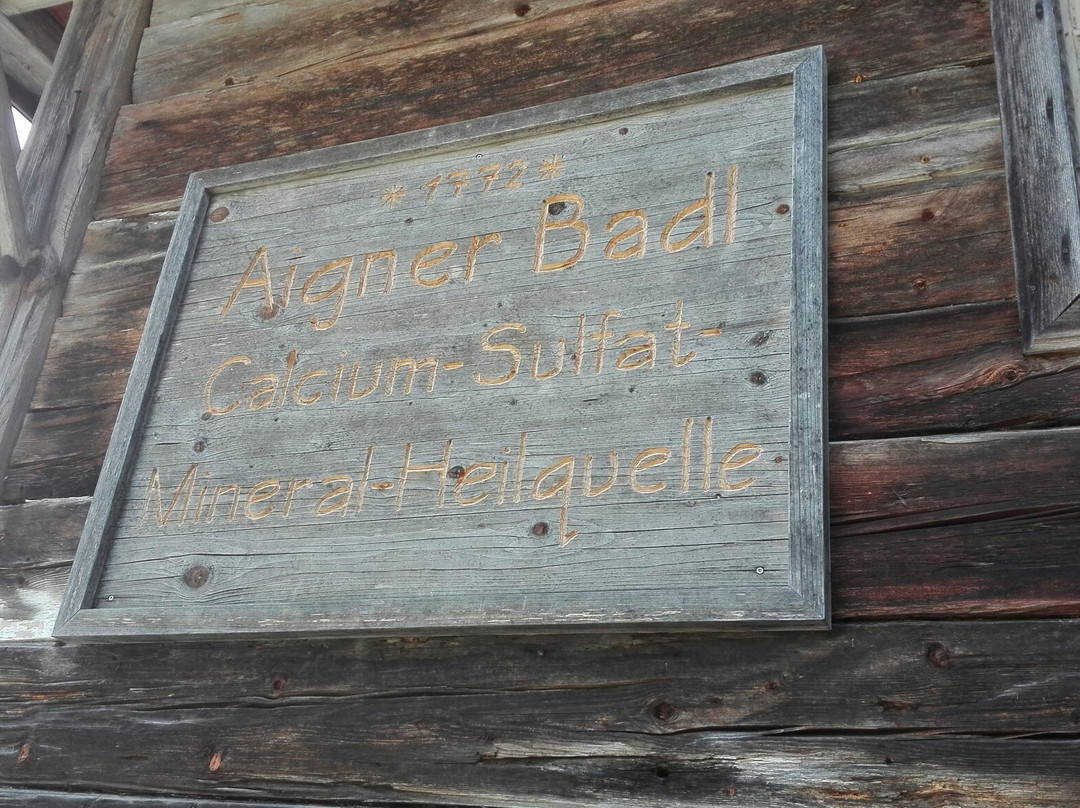 * 1772 *
Aigner Badl
Calcium-Sulfat-
Mineral-Heilquelle